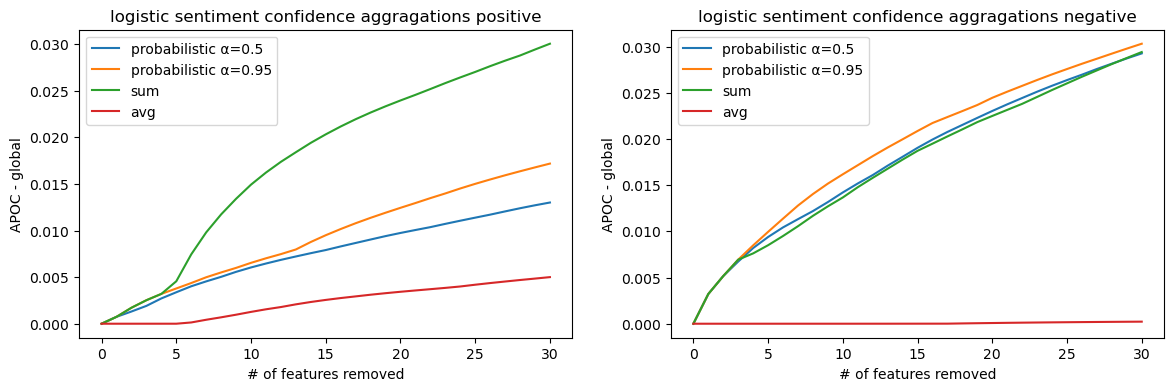 logistic sentiment confidence aggragations positive
probabilistic α=0.5
probabilistic α=0.95
sum
avg
APOC - global
0.030
0.025
0.020
0.015
0.010
0.005
0.000
0 5 10 15 20 25 30
# of features removed
logistic sentiment confidence aggragations negative
probabilistic α=0.5
probabilistic α=0.95
sum
avg
APOC - global
0.030
0.025
0.020
0.015
0.010
0.005
0.000
0 5 10 15 20 25 30
# of features removed